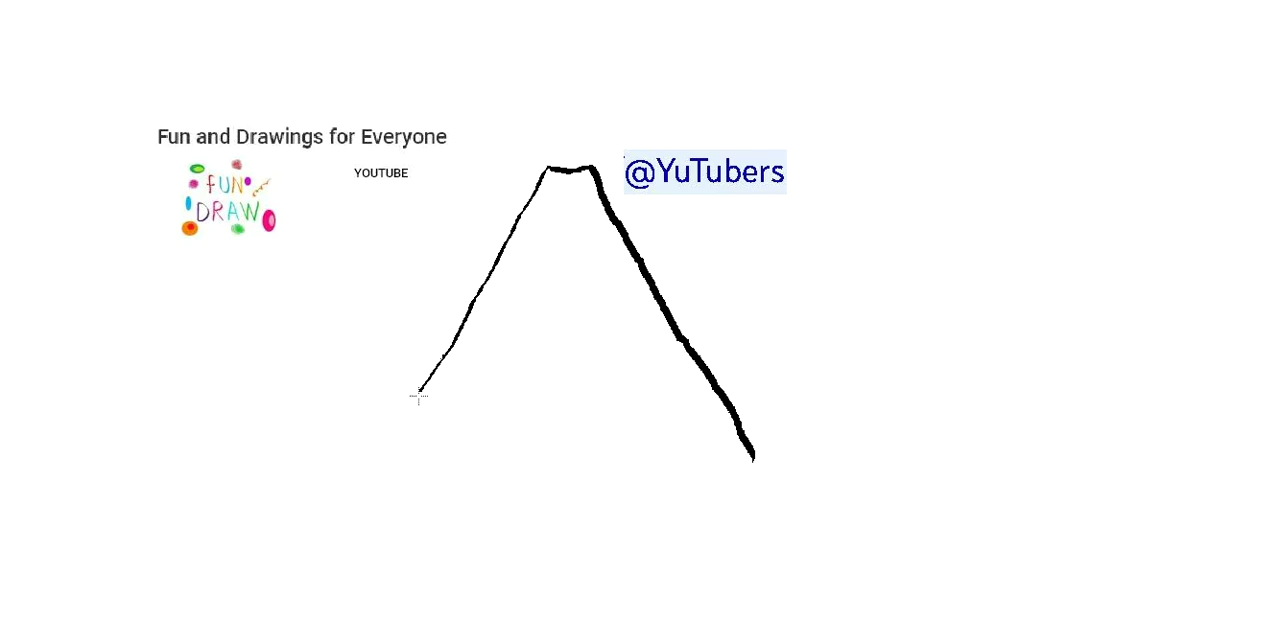 Fun and Drawings for Everyone
YOUTUBE
@YuTubers
FUN
DRAW